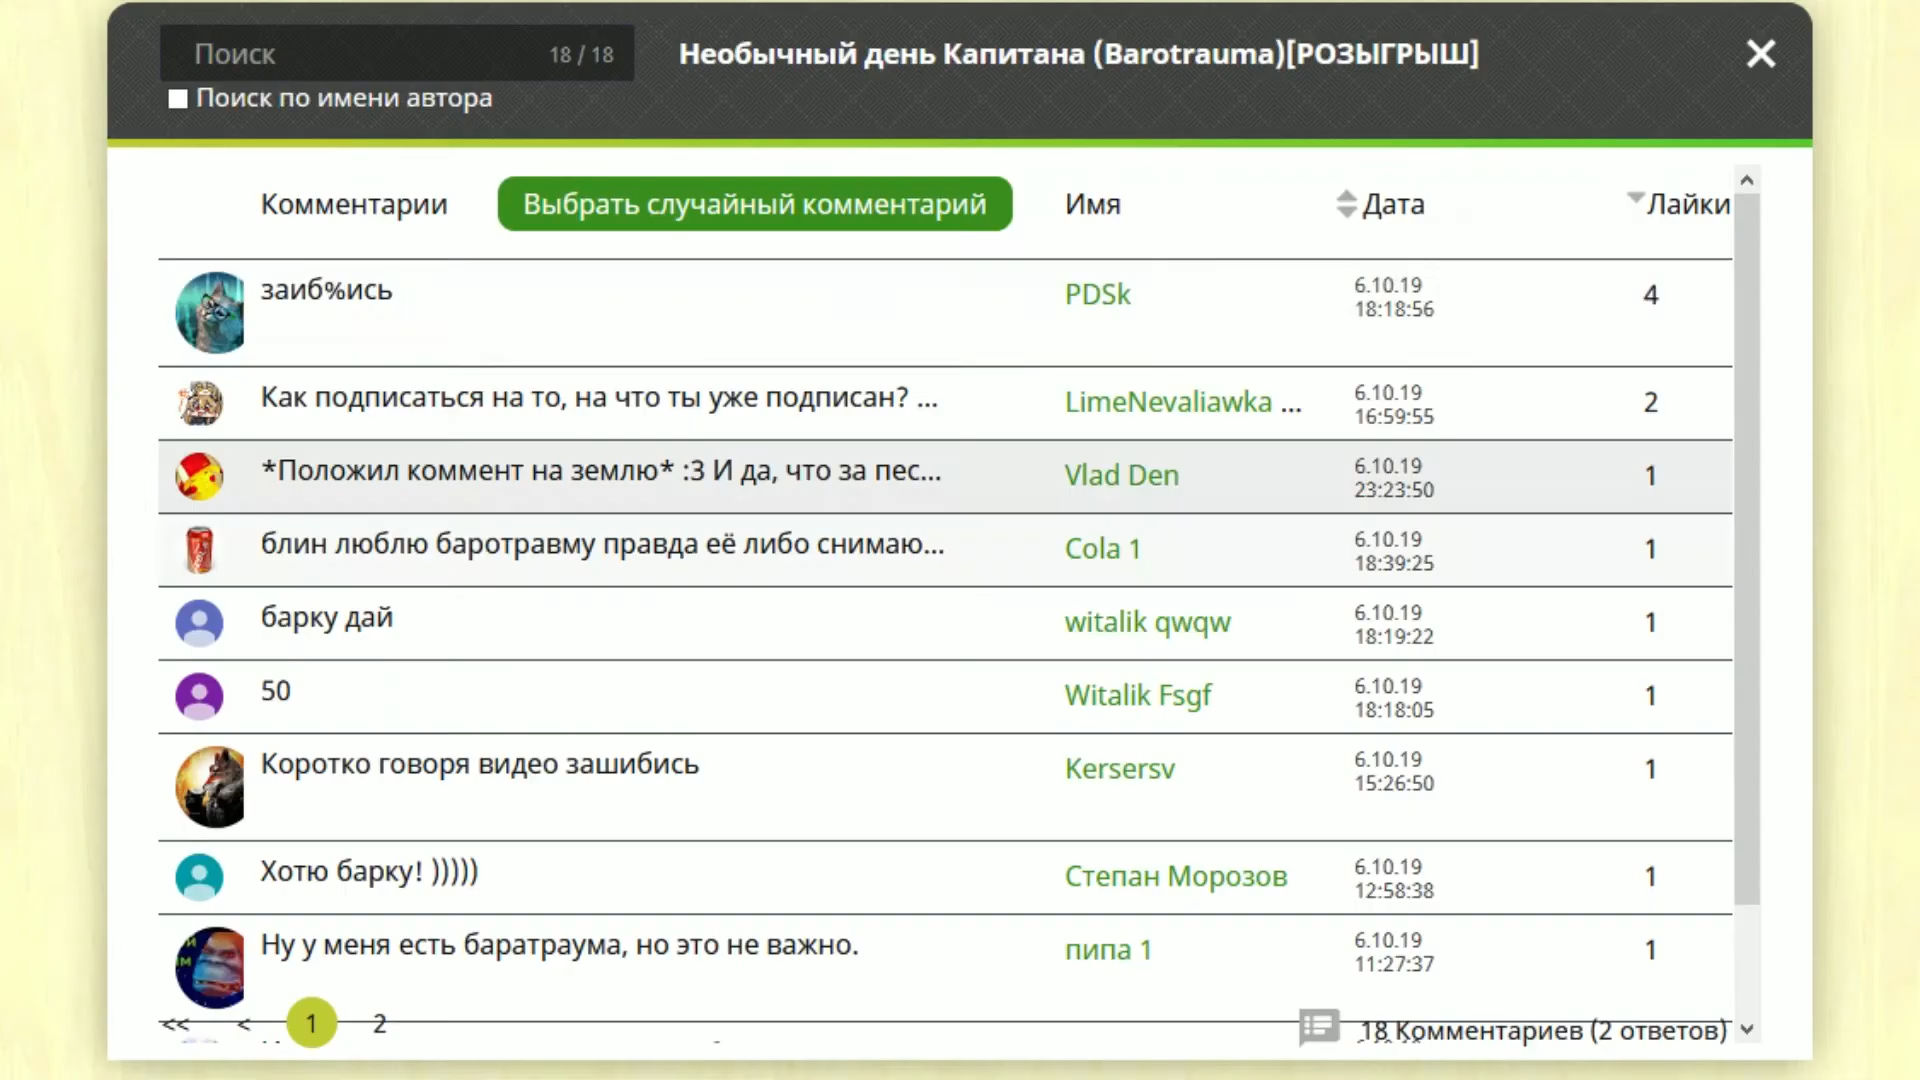 Поиск 18 / 18 Необычный день Капитана (Barotrauma)[РОЗЫГРЫШ]
Поиск по имени автора
Комментарии Выбрать случайный комментарий Имя Дата Лайки
заиб%ись PDSk 6.10.19 4
18:18:56
Как подписаться на то, на что ты уже подписан? ... LimeNevaliawka ... 6.10.19 2
16:59:55
*Положил коммент на землю* :3 И да, что за пес... Vlad Den 6.10.19 1
23:23:50
блин люблю баротравму правда её либо снимаю... Cola 1 6.10.19 1
18:39:25
барку дай witalik qwqw 6.10.19 1
18:19:22
50 Witalik Fsgf 6.10.19 1
18:18:05
Коротко говоря видео зашибись Kersersv 6.10.19 1
15:26:50
Хотю барку! ))))) Степан Морозов 6.10.19 1
12:58:38
Ну у меня есть баратраума, но это не важно. пипа 1 6.10.19 1
11:27:37
<< < 1 2 18 Комментариев (2 ответов)